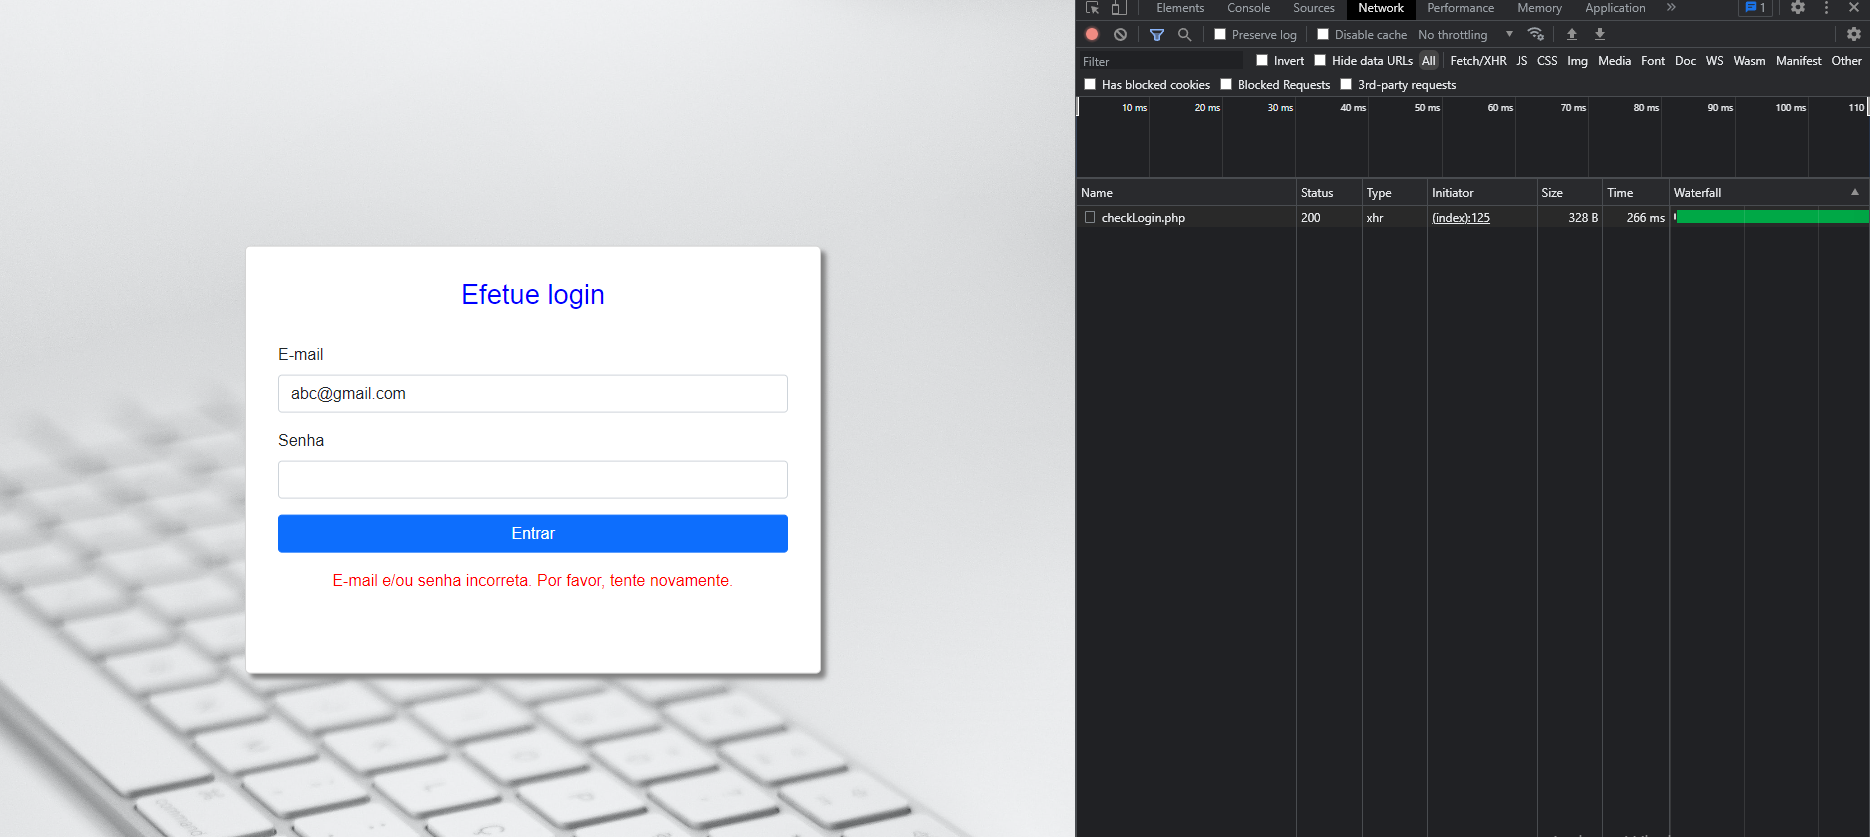 Efetue login
E-mail
abc@gmail.com
Senha
Entrar
E-mail e/ou senha incorreta. Por favor, tente novamente.
Elements Console Sources Network Performance Memory Application » 1
Preserve log Disable cache No throttling
Filter Invert Hide data URLs All Fetch/XHR JS CSS Img Media Font Doc WS Wasm Manifest Other
Has blocked cookies Blocked Requests 3rd-party requests
10 ms 20 ms 30 ms 40 ms 50 ms 60 ms 70 ms 80 ms 90 ms 100 ms 110
Name Status Type Initiator Size Time Waterfall
checkLogin.php 200 xhr (index):125 328 B 266 ms